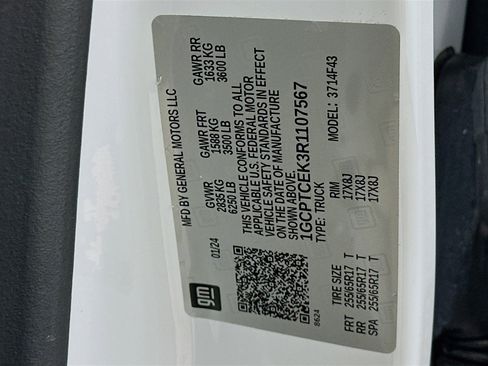 MFD BY GENERAL MOTORS LLC
01/24
GVWR
2835 KG
6250 LB
GAWR FRT
1588 KG
3500 LB
GAWR RR
1633 KG
3600 LB
THIS VEHICLE CONFORMS TO ALL
APPLICABLE U.S. FEDERAL MOTOR
VEHICLE SAFETY STANDARDS IN EFFECT
ON THE DATE OF MANUFACTURE
SHOWN ABOVE.
1GCPTCEK3R1107567
TYPE: TRUCK
MODEL: 3714F43
gm
8624
TIRE SIZE RIM
FRT 255/65R17 T 17X8J
RR 255/65R17 T 17X8J
SPA 255/65R17 T 17X8J